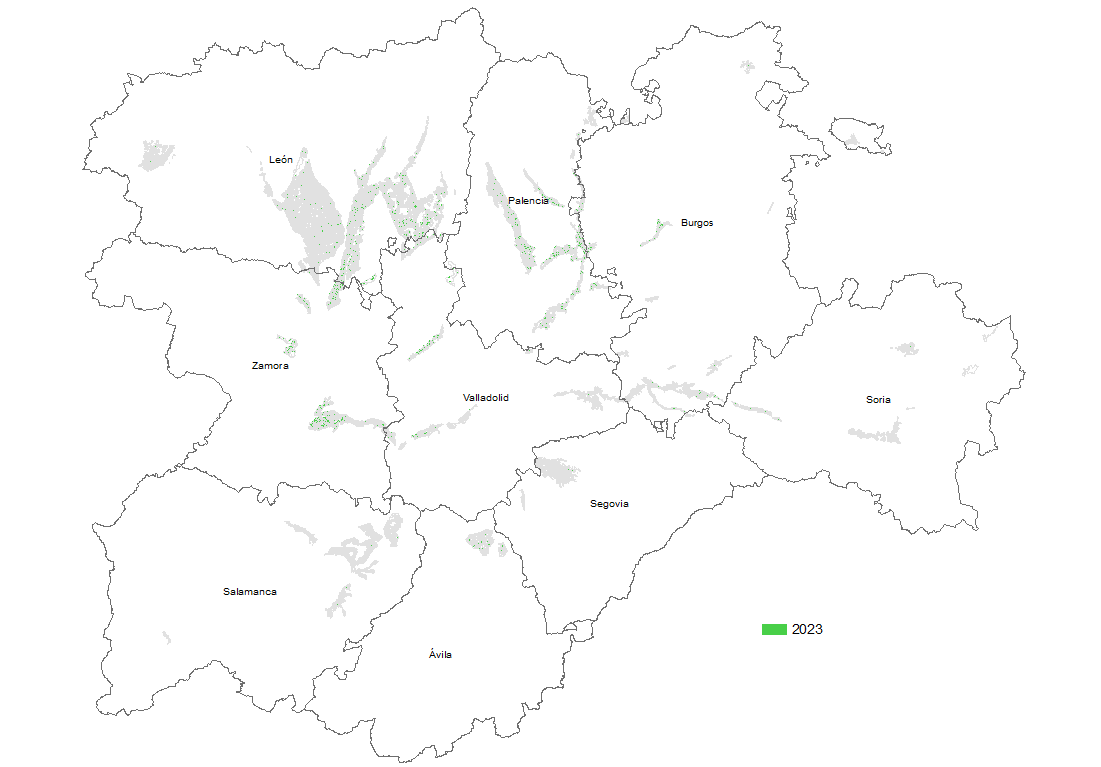 León
Palencia
Burgos
Zamora
Valladolid
Soria
Segovia
Salamanca
2023
Ávila